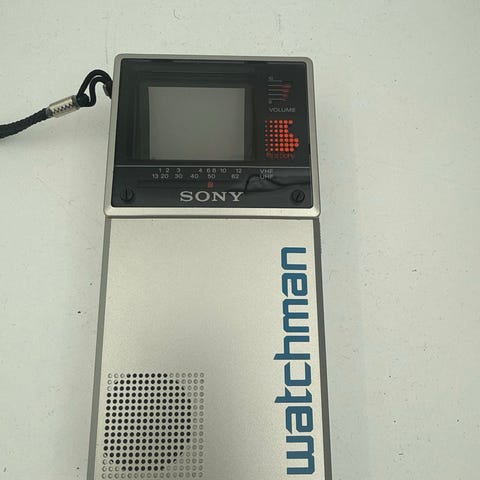 VOLUME
1 2 3 4 6 8 10 12 VHF
13 20 30 40 50 62 UHF
SONY
watchman